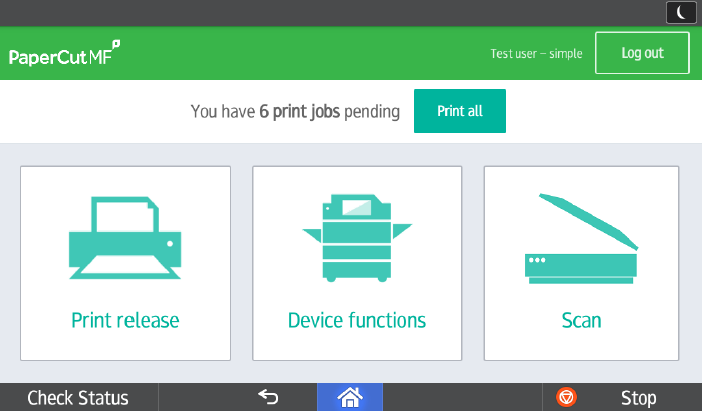 PaperCut MF
Test user – simple
Log out
You have 6 print jobs pending
Print all
Print release
Device functions
Scan
Check Status
Stop